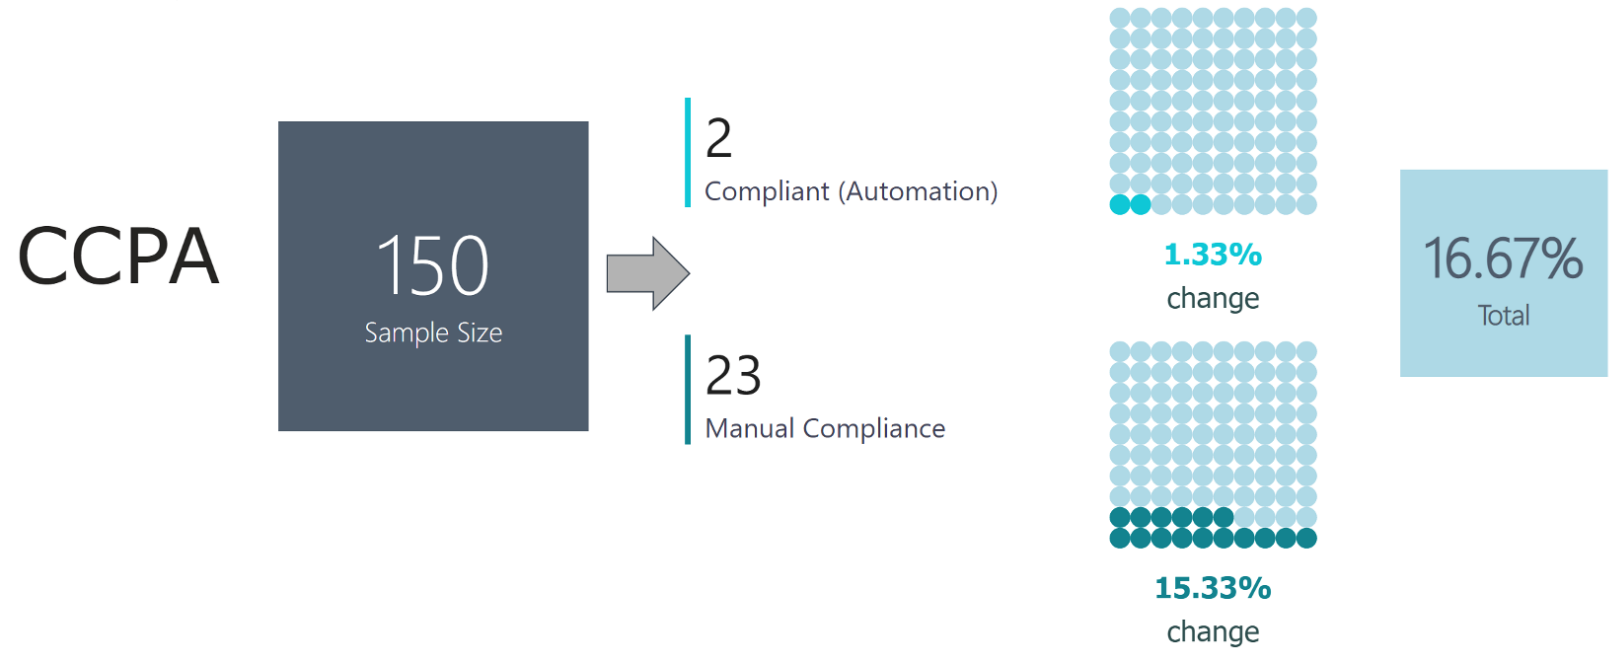 CCPA
150
Sample Size
2
Compliant (Automation)
23
Manual Compliance
1.33%
change
15.33%
change
16.67%
Total